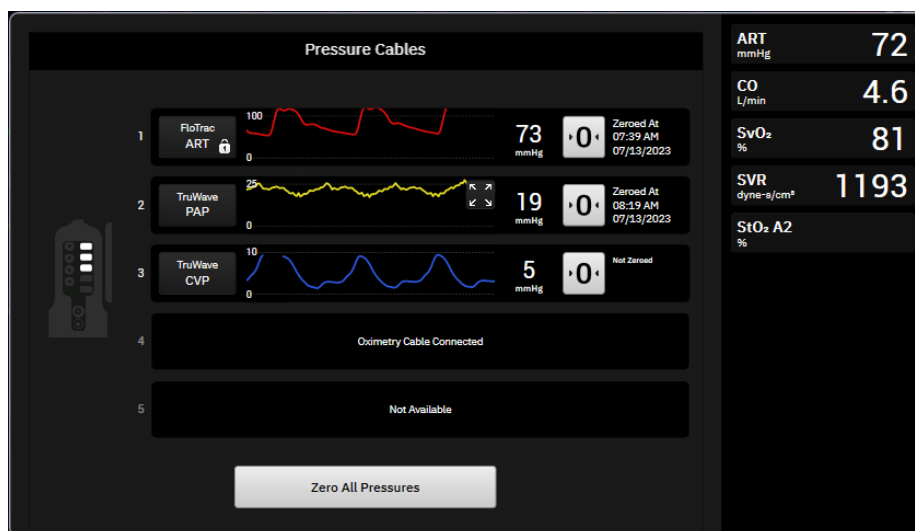 Pressure Cables
1
FloTrac
ART
100
0
73
mmHg
0
Zeroed At
07:39 AM
07/13/2023
2
TruWave
PAP
25
0
19
mmHg
0
Zeroed At
08:19 AM
07/13/2023
3
TruWave
CVP
10
0
5
mmHg
0
Not Zeroed
4
Oximetry Cable Connected
5
Not Available
Zero All Pressures
ART
mmHg
72
CO
L/min
4.6
SvO₂
%
81
SVR
dyne-s/cm⁵
1193
StO₂ A2
%